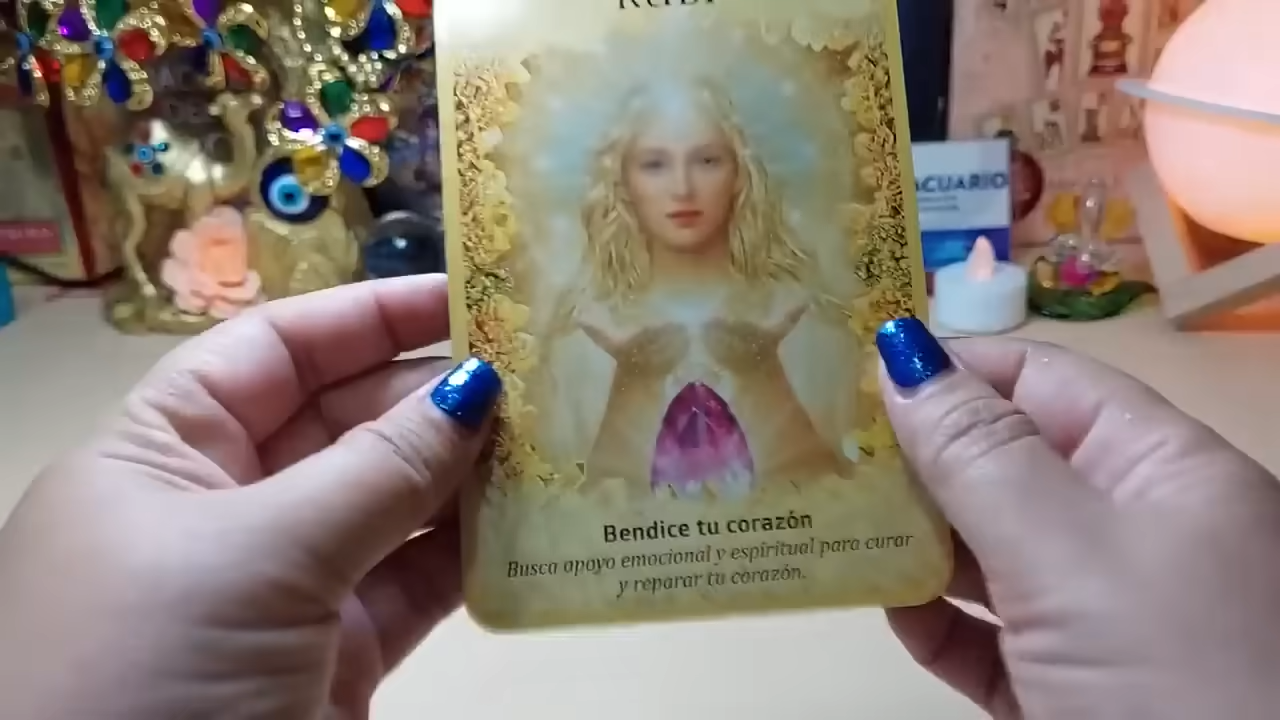 ACUARIO
Bendice tu corazón
Busca apoyo emocional y espiritual para curar
y reparar tu corazón.